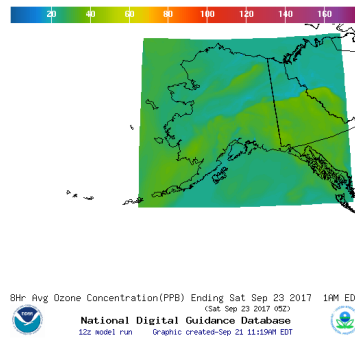 20 40 60 80 100 120 140 160
8Hr Avg Ozone Concentration(PPB) Ending Sat Sep 23 2017 1AM ED
(Sat Sep 23 2017 05Z)
National Digital Guidance Database
12z model run Graphic created-Sep 21 11:19AM EDT